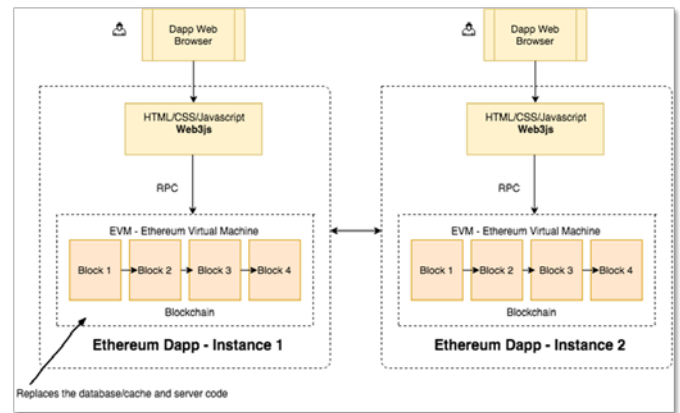 Dapp Web
Browser
HTML/CSS/Javascript
Web3js
RPC
EVM - Ethereum Virtual Machine
Block 1
Block 2
Block 3
Block 4
Blockchain
Ethereum Dapp - Instance 1
Replaces the database/cache and server code
Dapp Web
Browser
HTML/CSS/Javascript
Web3js
RPC
EVM - Ethereum Virtual Machine
Block 1
Block 2
Block 3
Block 4
Blockchain
Ethereum Dapp - Instance 2